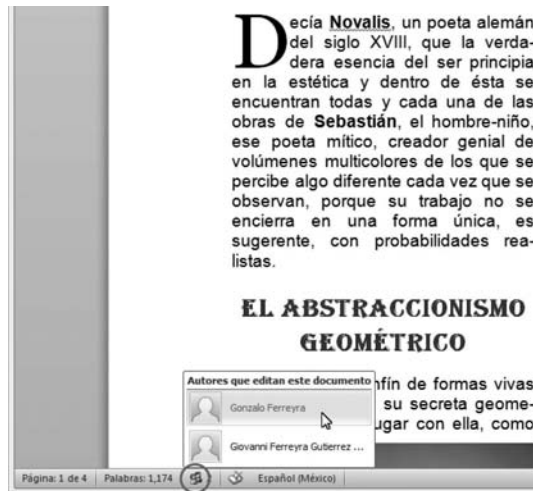 Decía Novalis, un poeta alemán
del siglo XVIII, que la verda-
dera esencia del ser principia
en la estética y dentro de ésta se
encuentran todas y cada una de las
obras de Sebastián, el hombre-niño,
ese poeta mítico, creador genial de
volúmenes multicolores de los que se
percibe algo diferente cada vez que se
observan, porque su trabajo no se
encierra en una forma única, es
sugerente, con probabilidades rea-
listas.
EL ABSTRACCIONISMO
GEOMÉTRICO
nfín de formas vivas
su secreta geome-
ugar con ella, como
Autores que editan este documento
Gonzalo Ferreyra
Giovanni Ferreyra Gutierrez ...
Página: 1 de 4 Palabras: 1,174 2 Español (México)